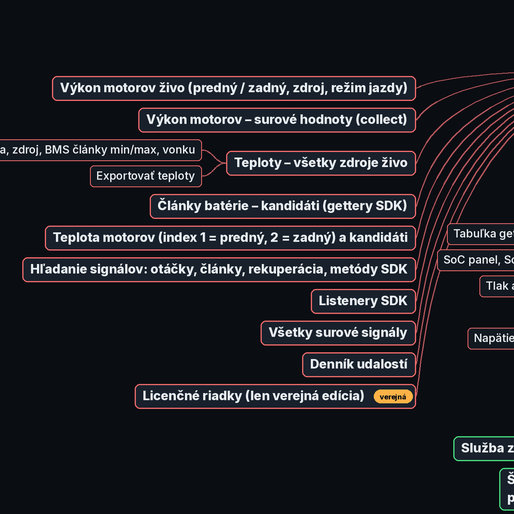 Výkon motorov živo (predný / zadný, zdroj, režim jazdy)
Výkon motorov – surové hodnoty (collect)
zdroj, BMS články min/max, vonku
Teploty – všetky zdroje živo
Exportovať teploty
Články batérie – kandidáti (gettery SDK)
Teplota motorov (index 1 = predný, 2 = zadný) a kandidáti
Tabuľka
SoC panel,
Hľadanie signálov: otáčky, články, rekuperácia, metódy SDK
Tlak
Listenery SDK
Všetky surové signály
Napätie
Denník udalostí
Licenčné riadky (len verejná edícia) verejná
Služba